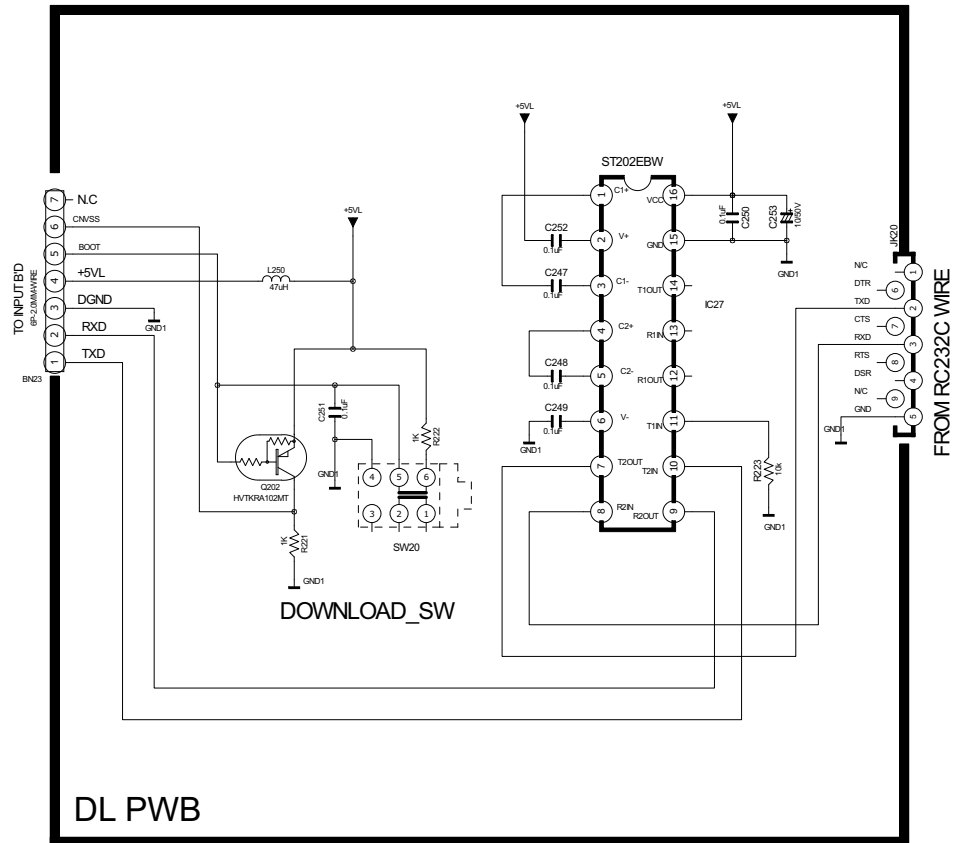 +5VL
+5VL
ST202EBW
1
C1+
VCC
16
0.1uF
C250
C253
10/50V
C252
0.1uF
2
V+
GND
15
GND1
C247
0.1uF
3
C1-
T1OUT
14
IC27
4
C2+
R1IN
13
C248
0.1uF
5
C2-
R1OUT
12
C249
0.1uF
GND1
6
V-
T1IN
11
7
T2OUT
T2IN
10
R223
10k
GND1
8
R2IN
R2OUT
9
TO INPUT B'D
6P-2.0MM-WIRE
7
N.C
6
CNVSS
5
BOOT
4
+5VL
3
DGND
GND1
2
RXD
1
TXD
BN23
+5VL
L250
47uH
C251
0.1uF
GND1
1K
R222
Q202
HVTKRA102MT
1K
R221
GND1
4
5
6
3
2
1
SW20
DOWNLOAD_SW
JK20
N/C
1
DTR
6
TXD
2
CTS
7
RXD
3
RTS
8
DSR
4
N/C
9
GND
5
GND1
FROM RC232C WIRE
DL PWB